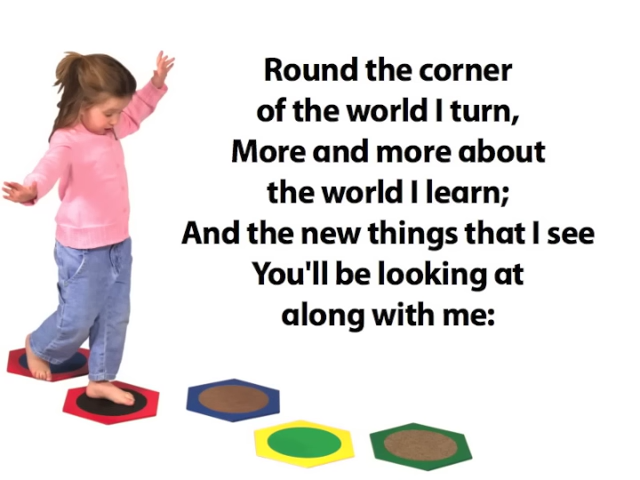 Round the corner
of the world I turn,
More and more about
the world I learn;
And the new things that I see
You'll be looking at
along with me: